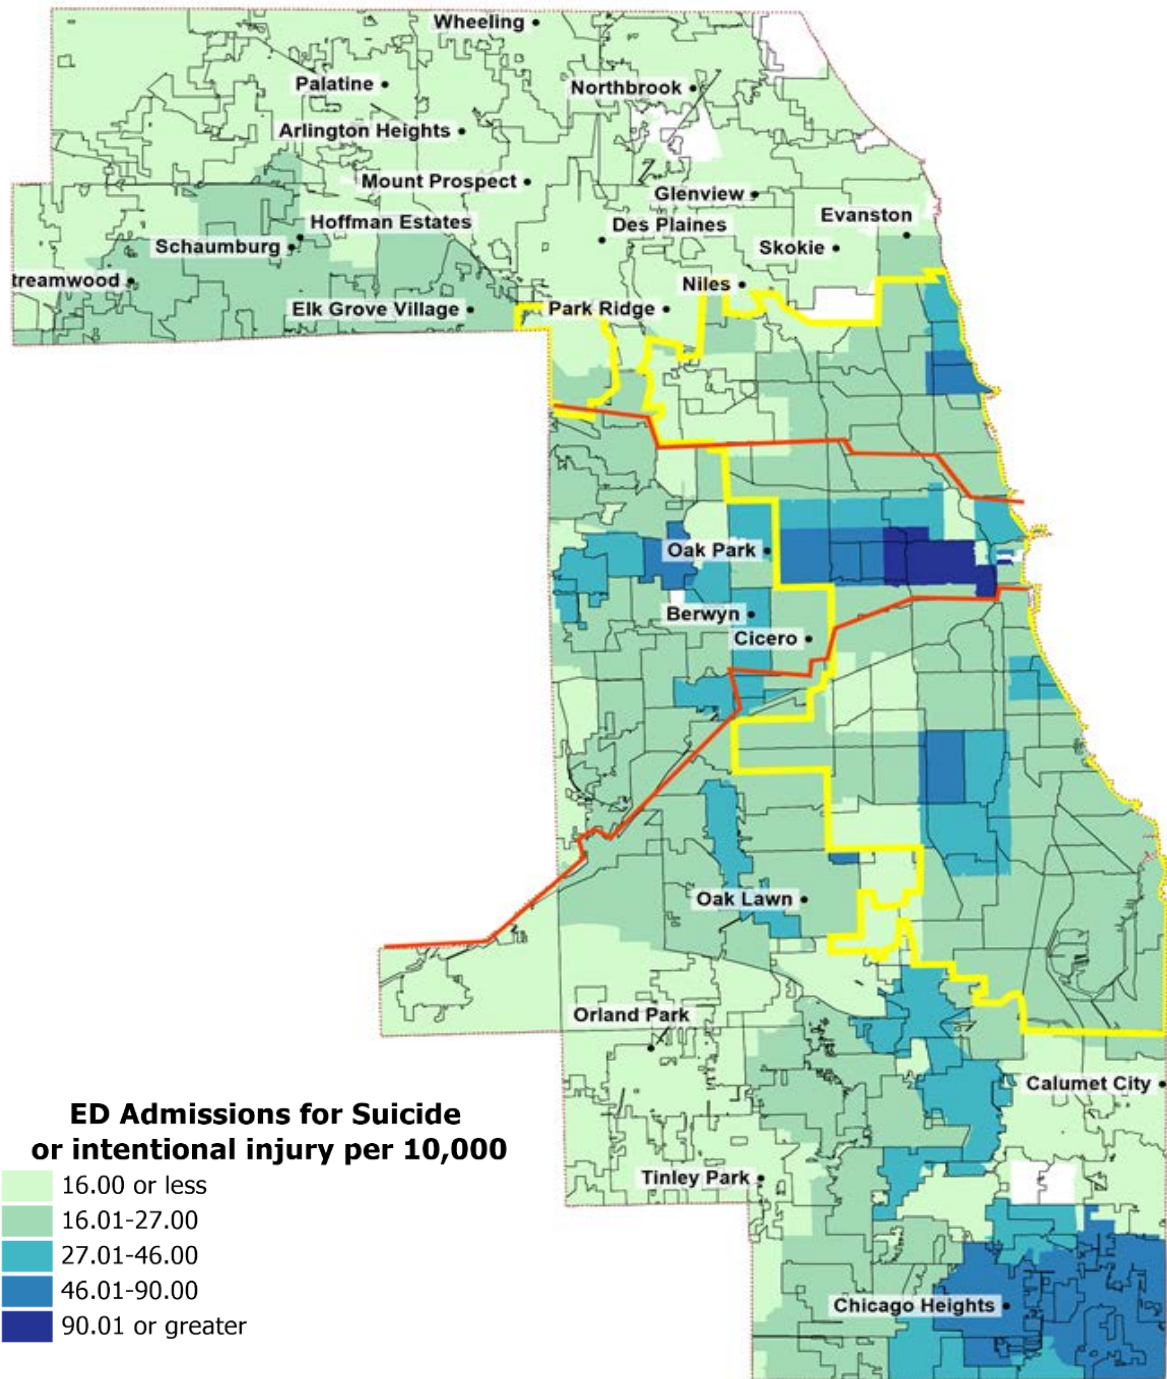 Wheeling
Palatine
Northbrook
Arlington Heights
Mount Prospect
Glenview
Evanston
Hoffman Estates
Des Plaines
Schaumburg
Skokie
treamwood
Niles
Elk Grove Village
Park Ridge
Oak Park
Berwyn
Cicero
Oak Lawn
Orland Park
Calumet City
ED Admissions for Suicide
or intentional injury per 10,000
16.00 or less
Tinley Park
16.01-27.00
27.01-46.00
46.01-90.00
Chicago Heights
90.01 or greater